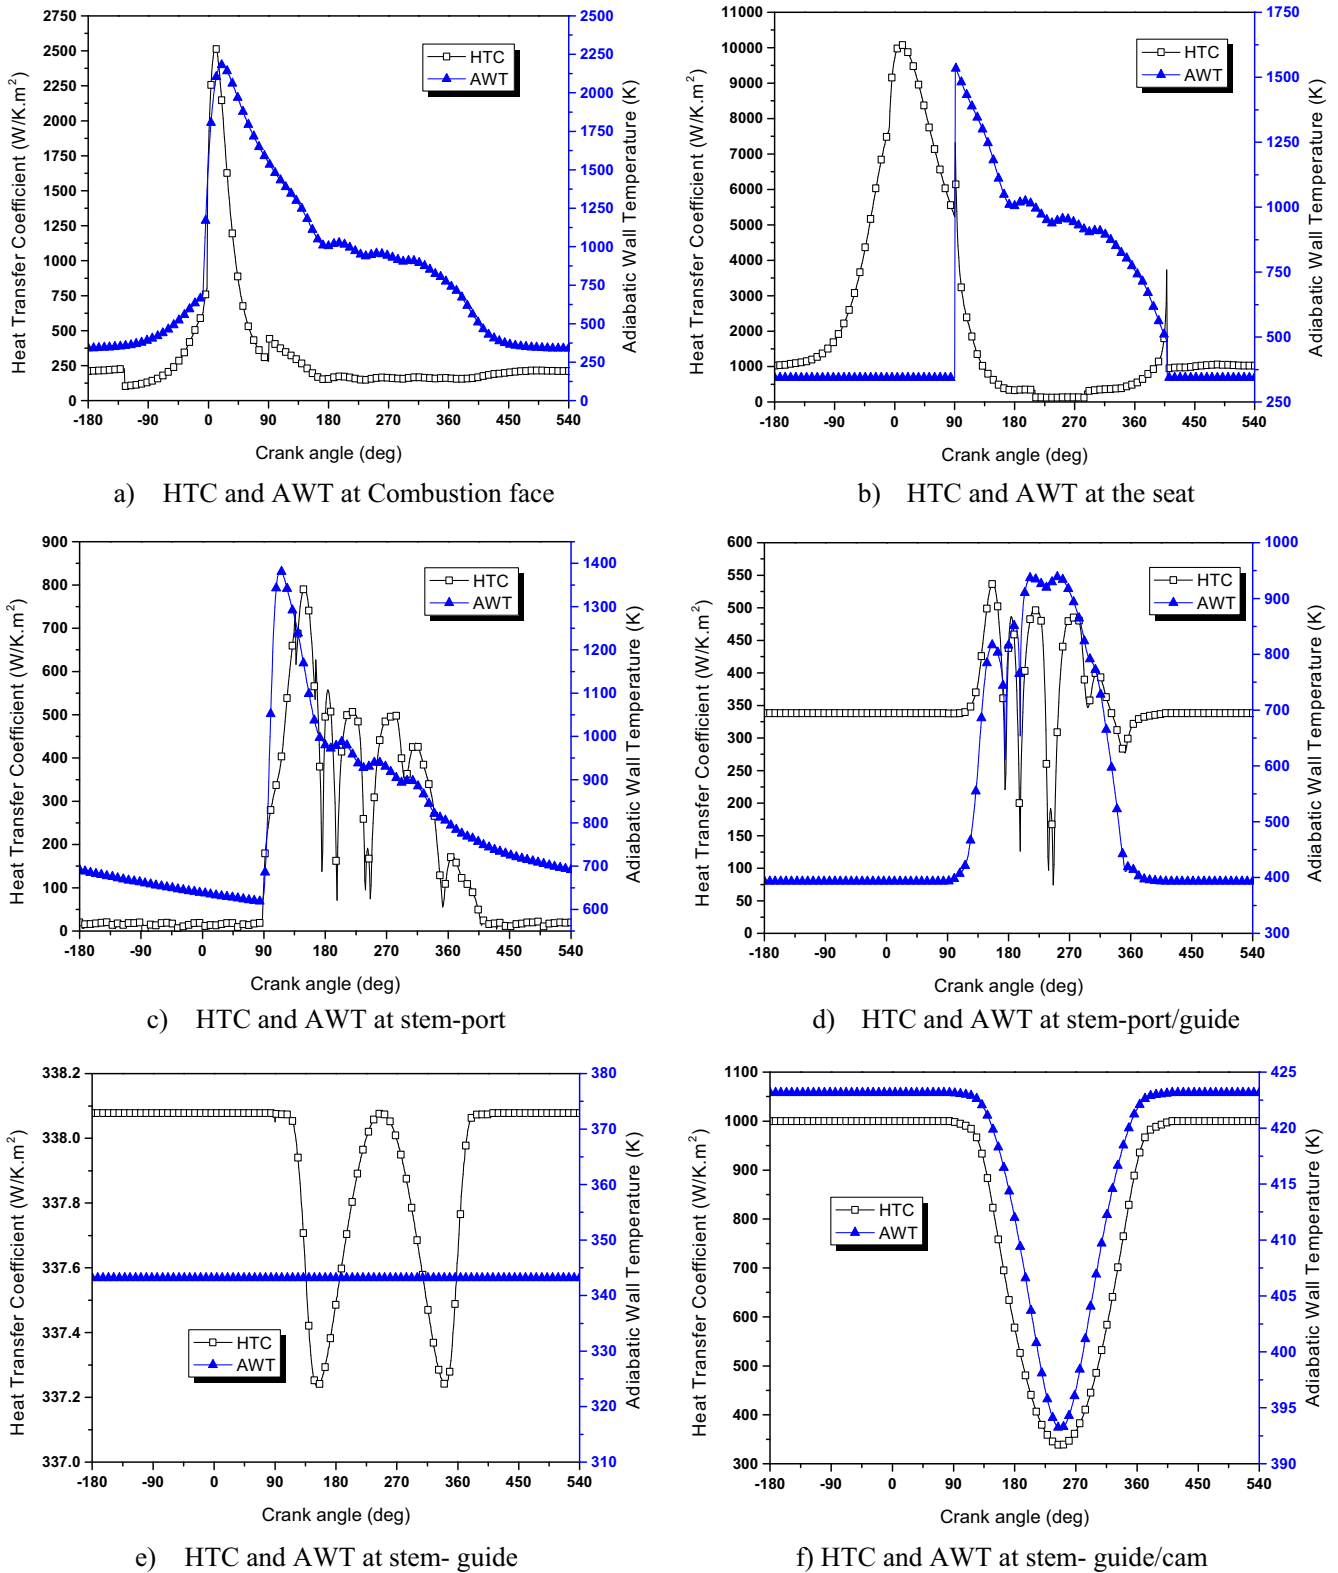 Heat Transfer Coefficient (W/K.m²)
2750
2500
2250
2000
1750
1500
1250
1000
750
500
250
0
-180 -90 0 90 180 270 360 450 540
Crank angle (deg)
HTC
AWT
2500
2250
2000
1750
1500
1250
1000
750
500
250
0
Adiabatic Wall Temperature (K)
a) HTC and AWT at Combustion face
Heat Transfer Coefficient (W/K.m²)
11000
10000
9000
8000
7000
6000
5000
4000
3000
2000
1000
0
-180 -90 0 90 180 270 360 450 540
Crank angle (deg)
HTC
AWT
1750
1500
1250
1000
750
500
250
Adiabatic Wall Temperature (K)
b) HTC and AWT at the seat
Heat Transfer Coefficient (W/K.m²)
900
800
700
600
500
400
300
200
100
0
-180 -90 0 90 180 270 360 450 540
Crank angle (deg)
HTC
AWT
1400
1300
1200
1100
1000
900
800
700
600
Adiabatic Wall Temperature (K)
c) HTC and AWT at stem-port
Heat Transfer Coefficient (W/K.m²)
600
550
500
450
400
350
300
250
200
150
100
50
0
-180 -90 0 90 180 270 360 450 540
Crank angle (deg)
HTC
AWT
1000
900
800
700
600
500
400
300
Adiabatic Wall Temperature (K)
d) HTC and AWT at stem-port/guide
Heat Transfer Coefficient (W/K.m²)
338.2
338.0
337.8
337.6
337.4
337.2
337.0
-180 -90 0 90 180 270 360 450 540
Crank angle (deg)
HTC
AWT
380
370
360
350
340
330
320
310
Adiabatic Wall Temperature (K)
e) HTC and AWT at stem- guide
Heat Transfer Coefficient (W/K.m²)
1100
1000
900
800
700
600
500
400
300
-180 -90 0 90 180 270 360 450 540
Crank angle (deg)
HTC
AWT
425
420
415
410
405
400
395
390
Adiabatic Wall Temperature (K)
f) HTC and AWT at stem- guide/cam